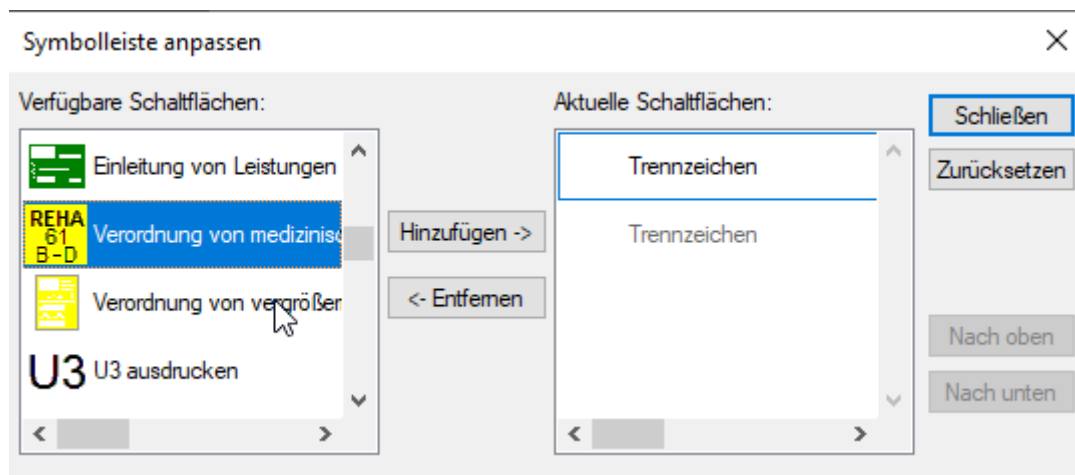 Symbolleiste anpassen
Verfügbare Schaltflächen:
Aktuelle Schaltflächen:
Einleitung von Leistungen
REHA
61
B-D
Verordnung von medizinisc
Verordnung von vergrößer
U3
U3 ausdrucken
Hinzufügen ->
<- Entfernen
Trennzeichen
Trennzeichen
Schließen
Zurücksetzen
Nach oben
Nach unten